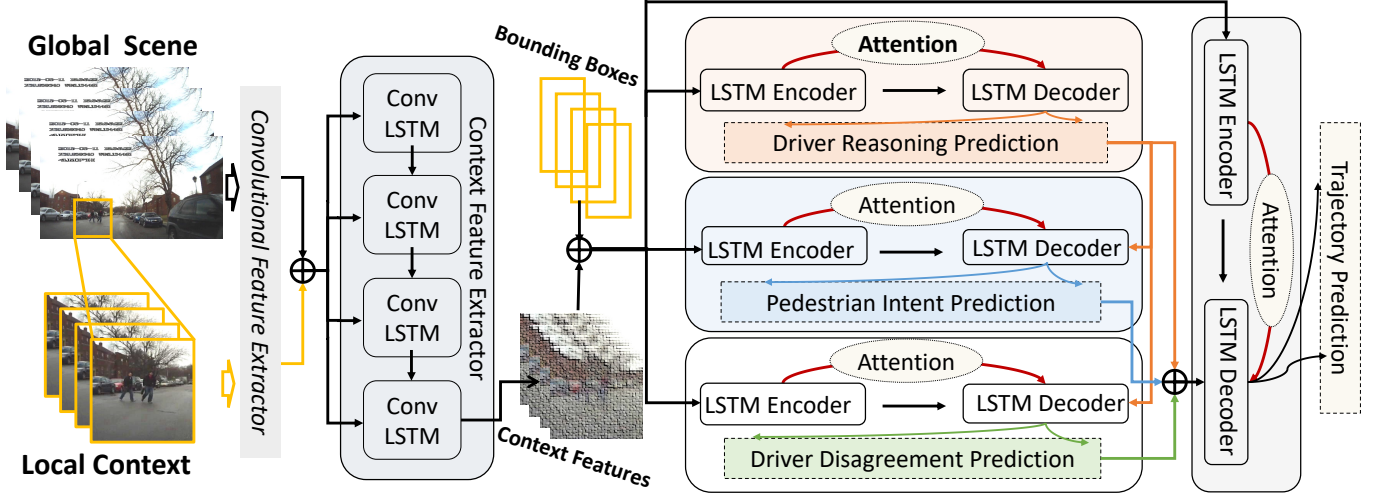 Global Scene
Local Context
Convolutional Feature Extractor
Conv
LSTM
Conv
LSTM
Conv
LSTM
Conv
LSTM
Context Feature Extractor
Bounding Boxes
Context Features
Attention
LSTM Encoder
LSTM Decoder
Driver Reasoning Prediction
Attention
LSTM Encoder
LSTM Decoder
Pedestrian Intent Prediction
Attention
LSTM Encoder
LSTM Decoder
Driver Disagreement Prediction
LSTM Encoder
Attention
LSTM Decoder
Trajectory Prediction